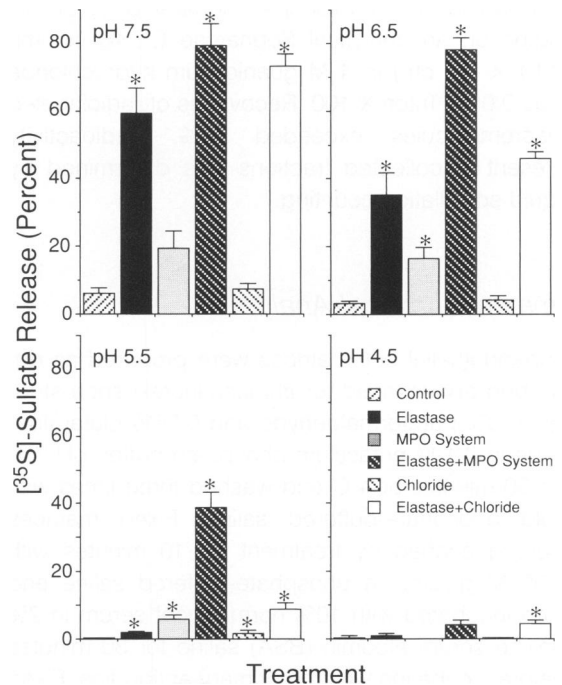 pH 7.5
pH 6.5
80
60
40
20
0
*
*
*
*
*
*
*
pH 5.5
pH 4.5
80
60
40
20
0
*
*
*
*
*
*
Control
Elastase
MPO System
Elastase+MPO System
Chloride
Elastase+Chloride
[35S]-Sulfate Release (Percent)
Treatment